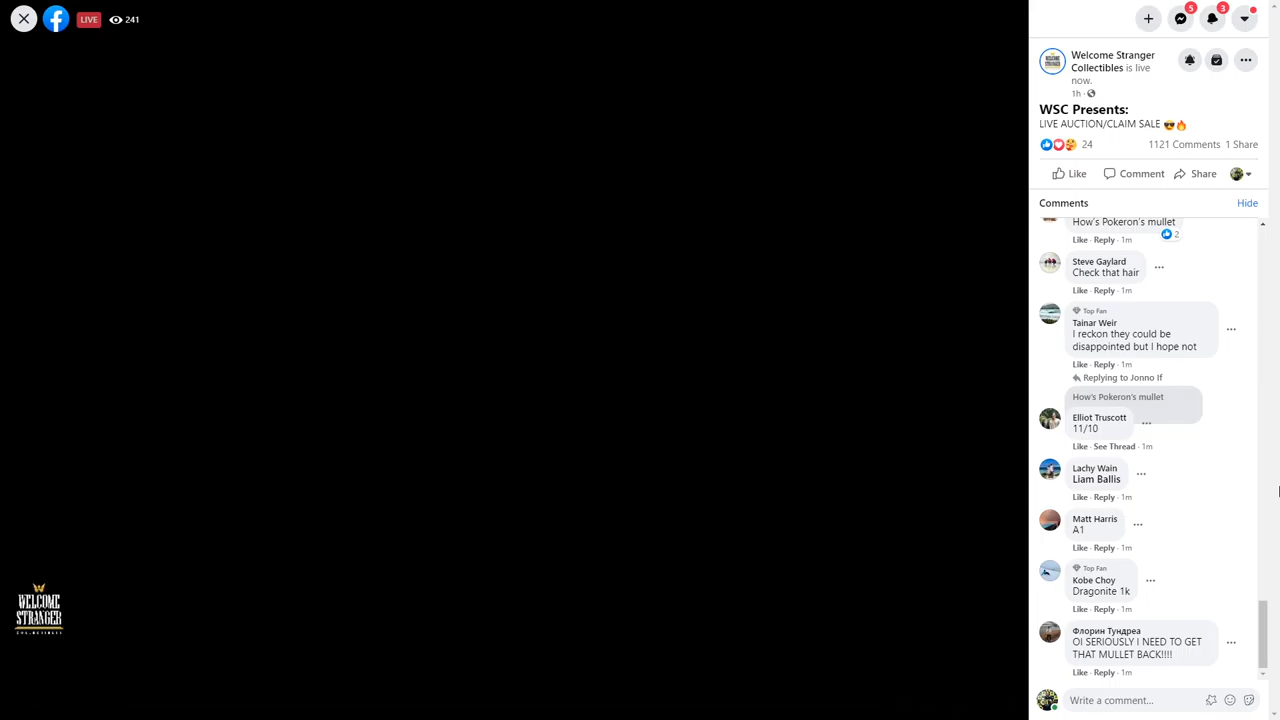 LIVE
241
5
3
Welcome Stranger
Collectibles is live
now.
1h ·
WSC Presents:
LIVE AUCTION/CLAIM SALE 😎🔥
24
1121 Comments 1 Share
Like Comment Share
Comments Hide
How's Pokeron's mullet
2
Like · Reply · 1m
Steve Gaylard
Check that hair
Like · Reply · 1m
Top Fan
Tainar Weir
I reckon they could be
disappointed but I hope not
Like · Reply · 1m
Replying to Jonno If
How's Pokeron's mullet
Elliot Truscott
11/10
Like · See Thread · 1m
Lachy Wain
Liam Ballis
Like · Reply · 1m
Matt Harris
A1
Like · Reply · 1m
Top Fan
Kobe Choy
Dragonite 1k
Like · Reply · 1m
Флорин Тундреа
OI SERIOUSLY I NEED TO GET
THAT MULLET BACK!!!!
Like · Reply · 1m
Write a comment...
WELCOME
STRANGER